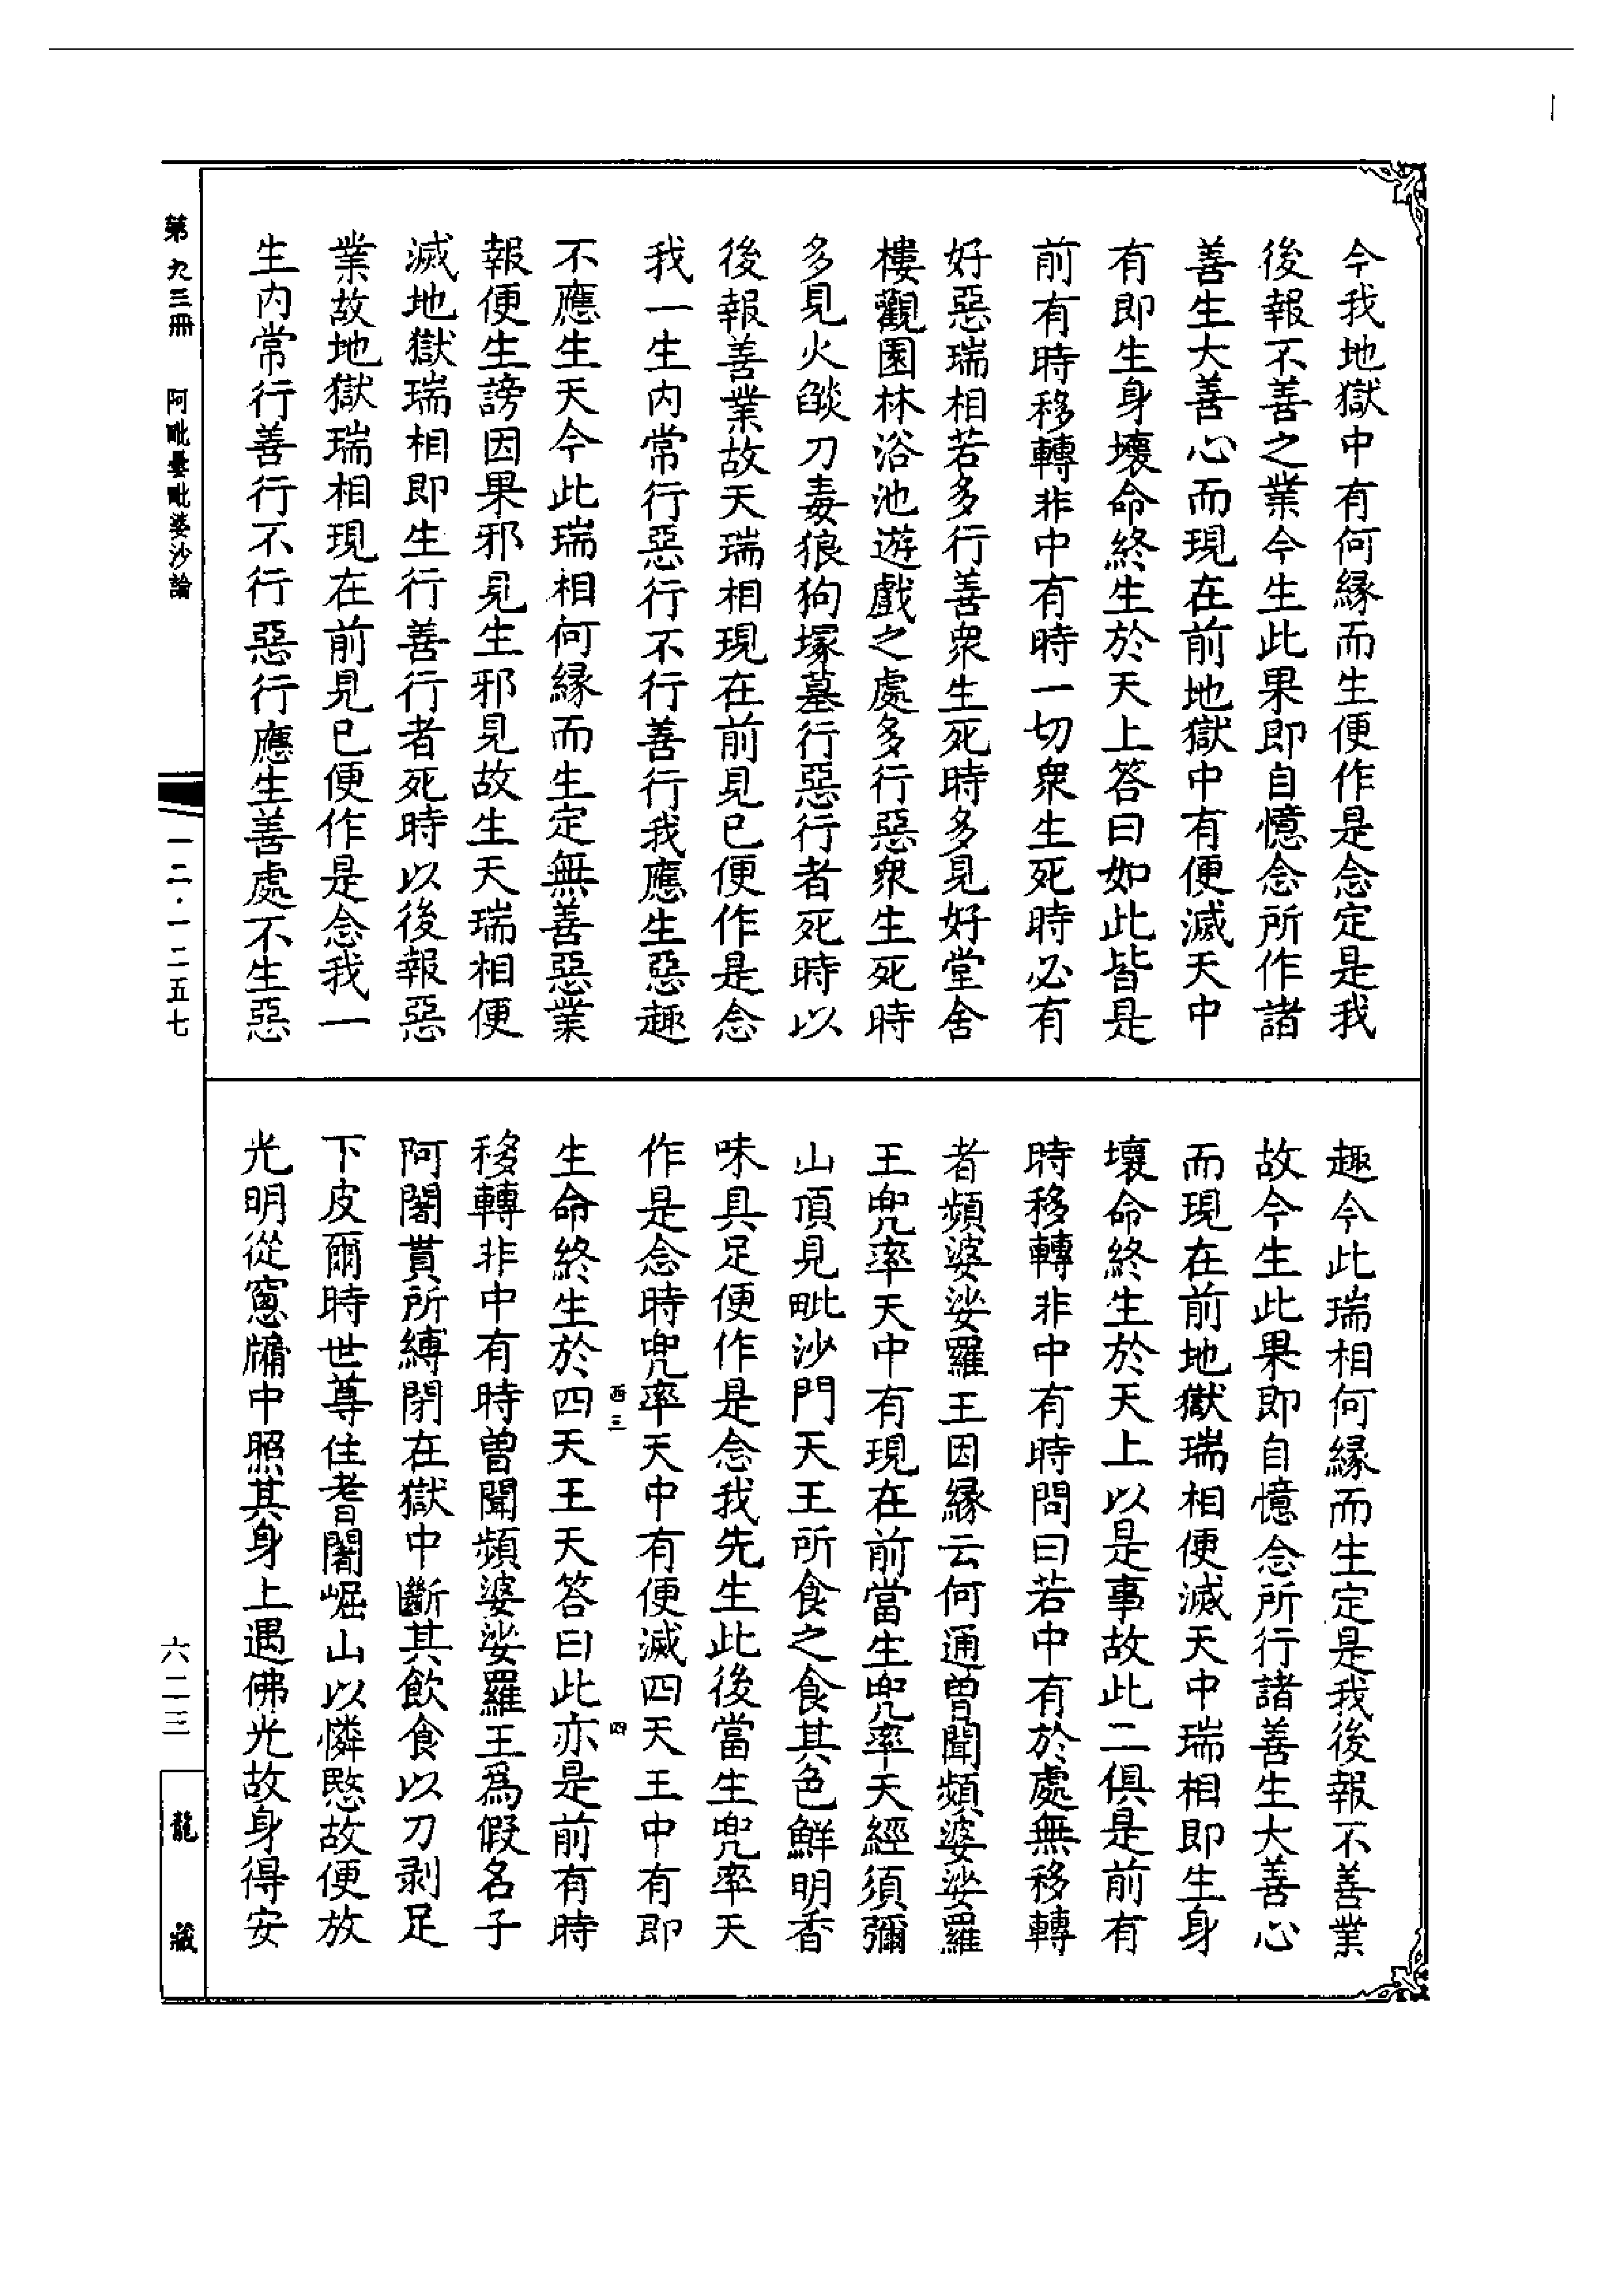 今我地獄中有何緣而生便作是念定是我
後報不善之業今生此果即自憶念所作諸
善生大善心而現在前地獄中有便滅天中
有即生身壞命終生於天上答曰如此皆是
前有時移轉非中有時一切衆生死時必有
好惡瑞相若多行善衆生死時多見好堂舍
樓觀園林浴池遊戲之處多行惡衆生死時
多見火燄刀毒狼狗塚墓行惡行者死時以
後報善業故天瑞相現在前見已便作是念
我一生内常行惡行不行善行我應生惡趣
不應生天今此瑞相何緣而生定無善惡業
報便生謗因果邪見生邪見故生天瑞相便
滅地獄瑞相即生行善行者死時以後報惡
業故地獄瑞相現在前見已便作是念我一
生内常行善行不行惡行應生善處不生惡
趣今此瑞相何緣而生定是我後報不善業
故今生此果即自憶念所行諸善生大善心
而現在前地獄瑞相便滅天中瑞相即生身
壞命終生於天上以是事故此二俱是前有
時移轉非中有時問曰若中有於處無移轉
者頻婆娑羅王因緣云何通曾聞頻婆娑羅
王兜率天中有現在前當生兜率天經須彌
山頂見毗沙門天王所食之食其色鮮明香
味具足便作是念我先生此後當生兜率天
作是念時兜率天中有便滅四天王中有即
西三
四
生命終生於四天王天答曰此亦是前有時
移轉非中有時曾聞頻婆娑羅王爲假名子
阿闍貰所縛閉在獄中斷其飲食以刀剥足
下皮爾時世尊住耆闍崛山以憐愍故便放
光明從窻牖中照其身上遇佛光故身得安
第九三冊　阿毗曇毗婆沙論
一二·一二五七
六二三
龍藏